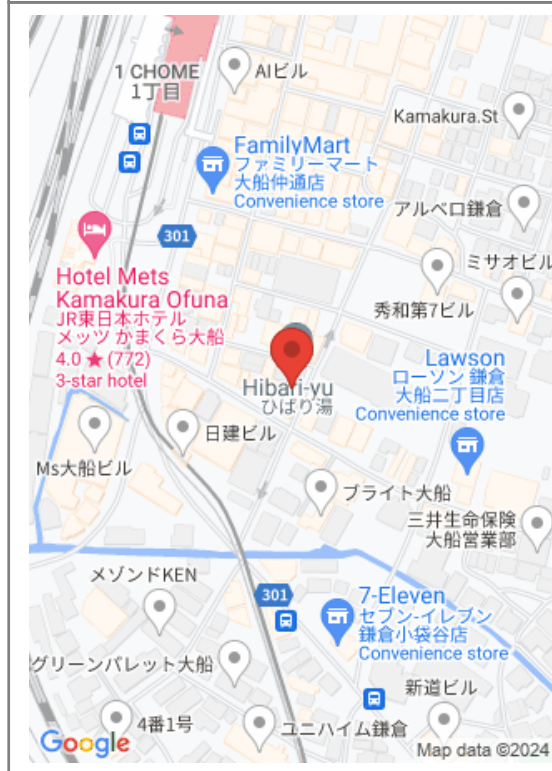 1 CHOME
1丁目
AIビル
Kamakura.St
FamilyMart
ファミリーマート
大船仲通店
Convenience store
アルベロ鎌倉
301
ミサオビル
Hotel Mets
Kamakura Ofuna
JR東日本ホテル
メッツ かまくら大船
4.0 ★ (772)
3-star hotel
秀和第7ビル
Lawson
ローソン 鎌倉
大船二丁目店
Convenience store
Hibari-yu
ひばり湯
日建ビル
Ms大船ビル
ブライト大船
三井生命保険
大船営業部
メゾンドKEN
301
7-Eleven
セブン-イレブン
鎌倉小袋谷店
Convenience store
グリーンパレット大船
新道ビル
4番1号
ユニハイム鎌倉
Google
Map data ©2024